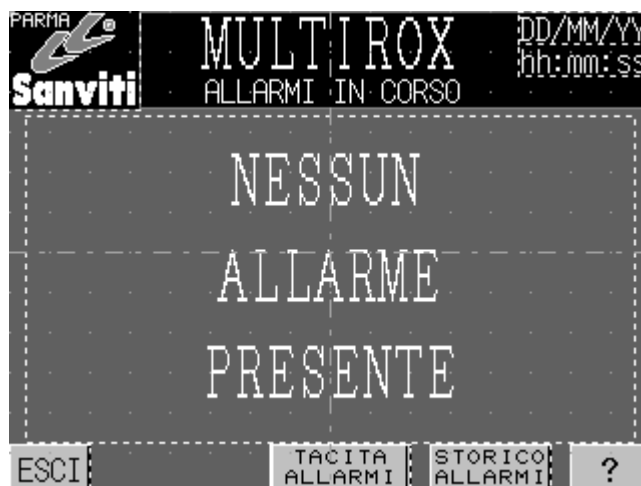 PARMA
Sanviti
MULTIROX
ALLARMI IN CORSO
DD/MM/YY
hh:mm:ss
NESSUN
ALLARME
PRESENTE
ESCI
TACITA
ALLARMI
STORICO
ALLARMI
?